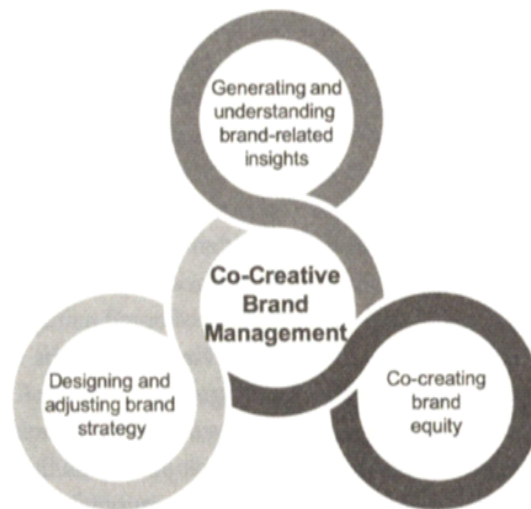 Generating and
understanding
brand-related
insights
Co-Creative
Brand
Management
Designing and
adjusting brand
strategy
Co-creating
brand
equity